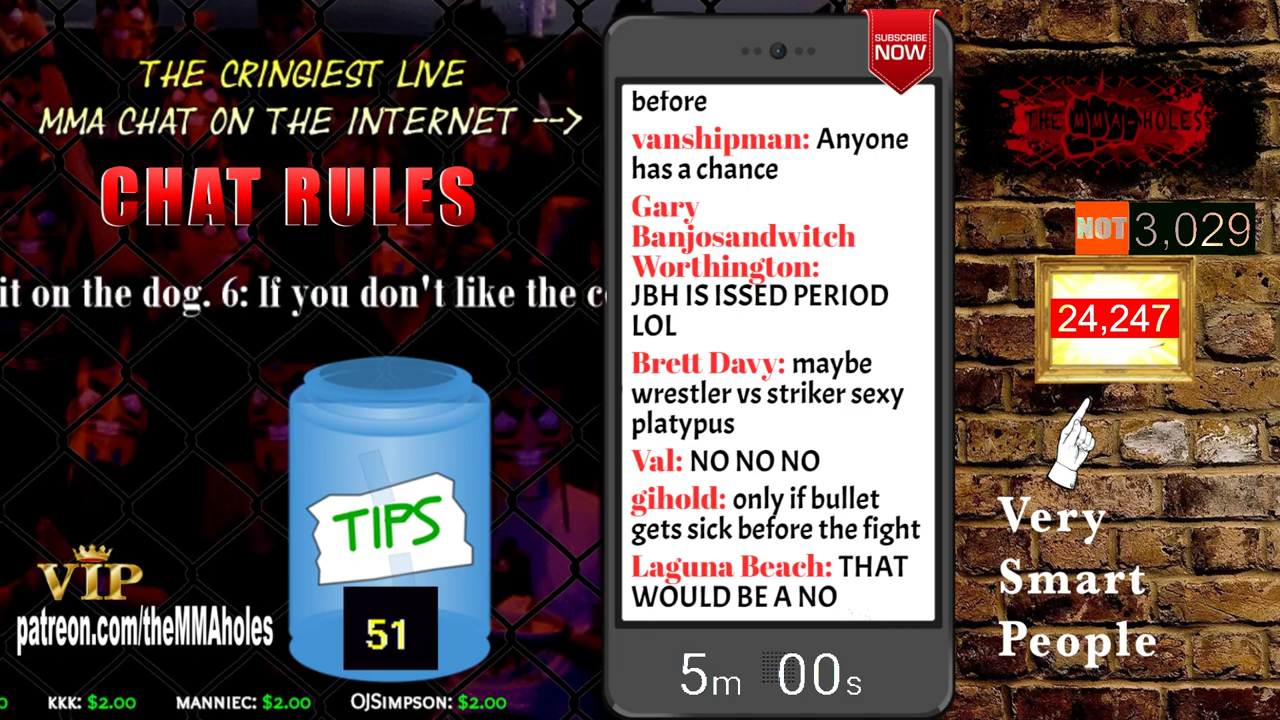 THE CRINGIEST LIVE
MMA CHAT ON THE INTERNET -->
CHAT RULES
it on the dog. 6: If you don't like the c
TIPS
51
VIP
patreon.com/theMMAholes
KKK: $2.00 MANNIEC: $2.00 OJSIMPSON: $2.00
SUBSCRIBE
NOW
before
vanshipman: Anyone
has a chance
Gary
Banjosandwitch
Worthington:
JBH IS ISSED PERIOD
LOL
Brett Davy: maybe
wrestler vs striker sexy
platypus
Val: NO NO NO
gihold: only if bullet
gets sick before the fight
Laguna Beach: THAT
WOULD BE A NO
5m 00s
THE MMA-HOLES
NOT 3,029
24,247
Very
Smart
People